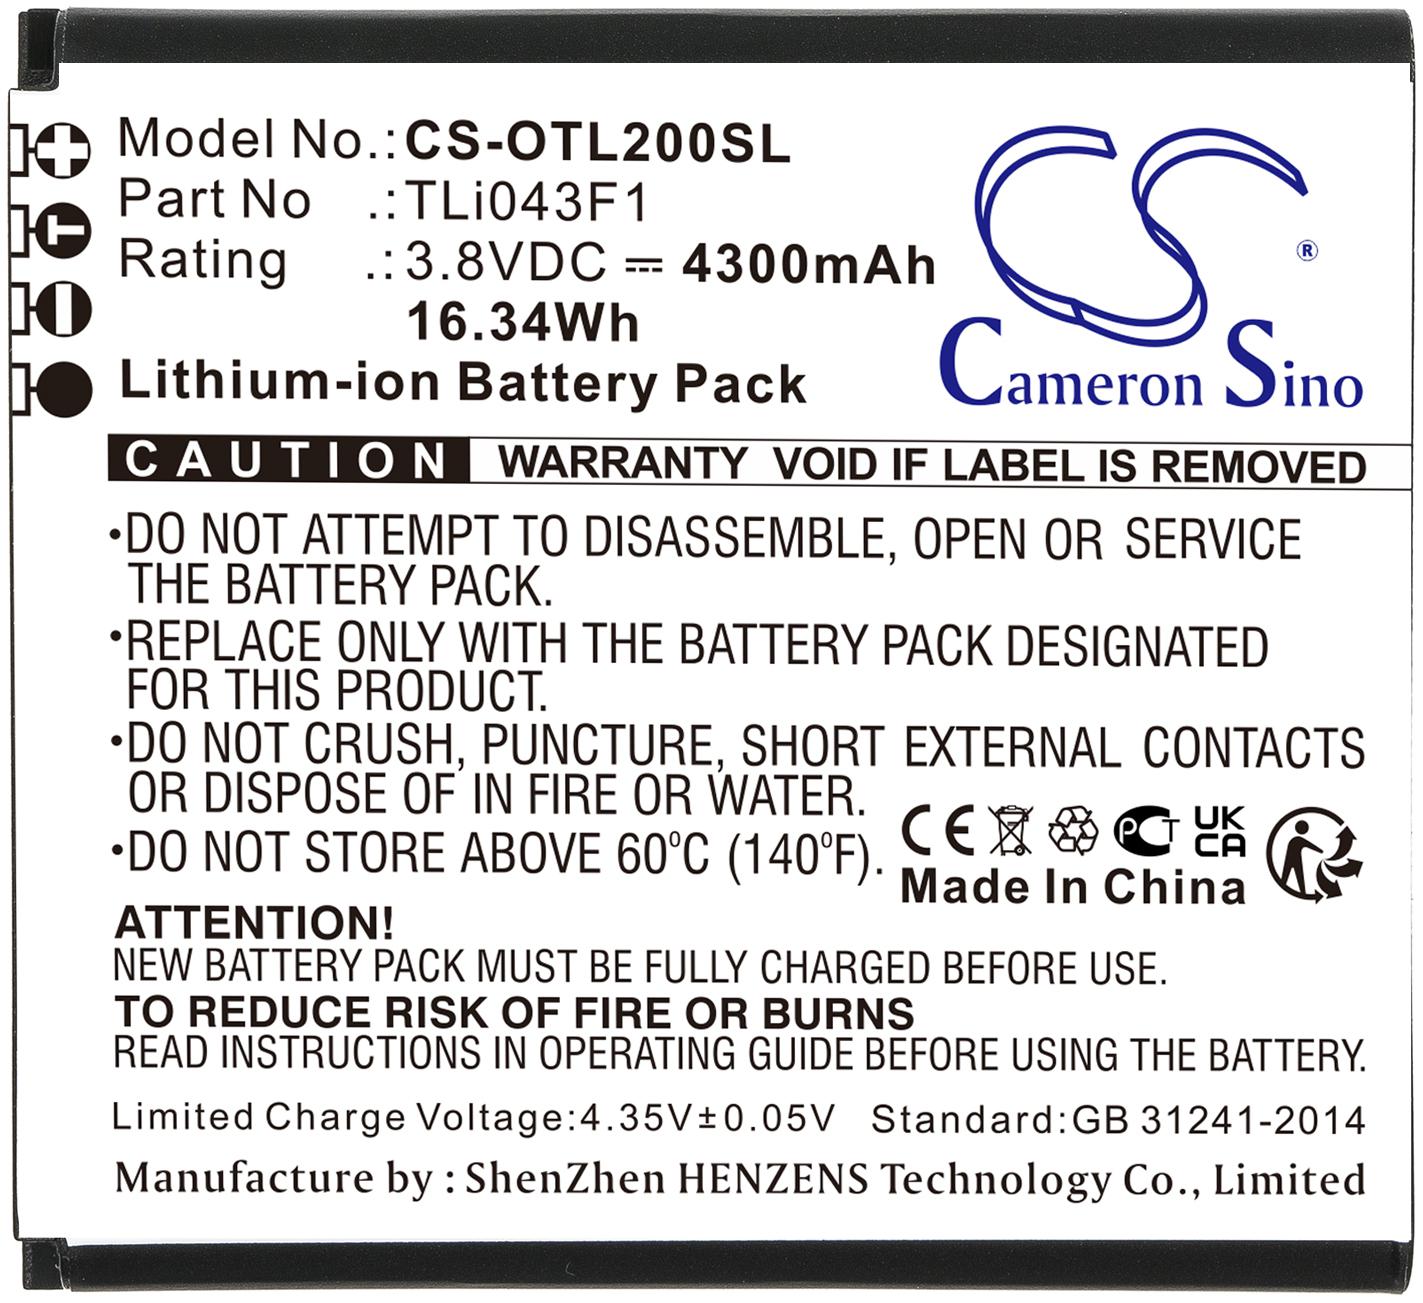 Model No.: CS-OTL200SL
Part No .: TLi043F1
Rating .: 3.8VDC ⎓ 4300mAh
16.34Wh
Lithium-ion Battery Pack
Cameron Sino
®
CAUTION WARRANTY VOID IF LABEL IS REMOVED
•DO NOT ATTEMPT TO DISASSEMBLE, OPEN OR SERVICE
THE BATTERY PACK.
•REPLACE ONLY WITH THE BATTERY PACK DESIGNATED
FOR THIS PRODUCT.
•DO NOT CRUSH, PUNCTURE, SHORT EXTERNAL CONTACTS
OR DISPOSE OF IN FIRE OR WATER.
•DO NOT STORE ABOVE 60°C (140°F).
CE PCT UK
CA
Made In China
ATTENTION!
NEW BATTERY PACK MUST BE FULLY CHARGED BEFORE USE.
TO REDUCE RISK OF FIRE OR BURNS
READ INSTRUCTIONS IN OPERATING GUIDE BEFORE USING THE BATTERY.
Limited Charge Voltage:4.35V±0.05V Standard:GB 31241-2014
Manufacture by : ShenZhen HENZENS Technology Co., Limited
+
T
−